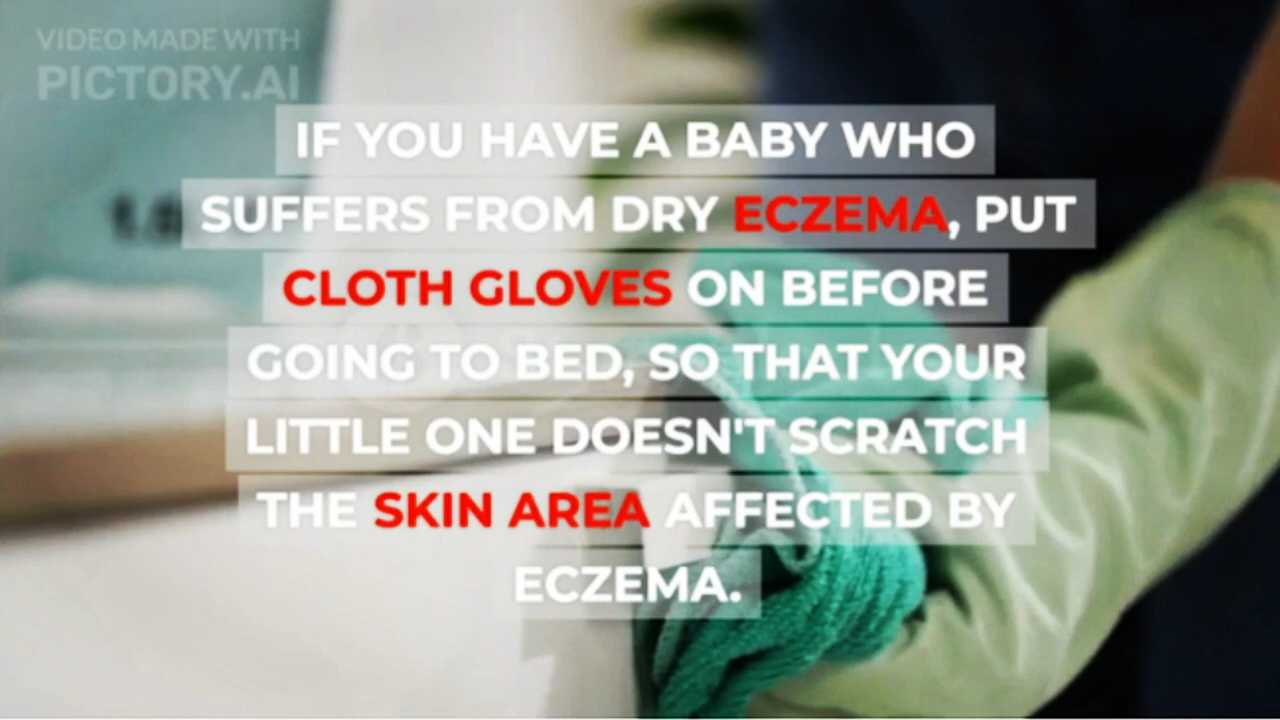 VIDEO MADE WITH
PICTORY.AI
IF YOU HAVE A BABY WHO
SUFFERS FROM DRY ECZEMA, PUT
CLOTH GLOVES ON BEFORE
GOING TO BED, SO THAT YOUR
LITTLE ONE DOESN'T SCRATCH
THE SKIN AREA AFFECTED BY
ECZEMA.